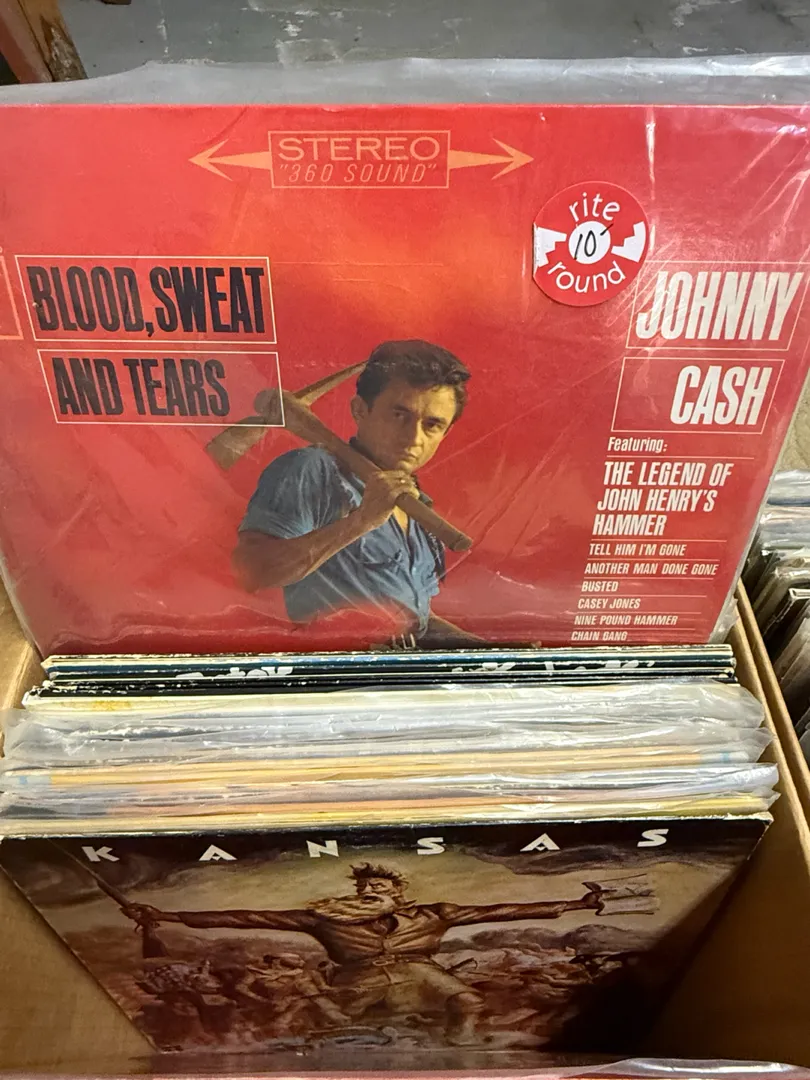 STEREO
"360 SOUND"
rite
10
round
BLOOD, SWEAT
AND TEARS
JOHNNY
CASH
Featuring:
THE LEGEND OF
JOHN HENRY'S
HAMMER
TELL HIM I'M GONE
ANOTHER MAN DONE GONE
BUSTED
CASEY JONES
NINE POUND HAMMER
CHAIN GANG
KANSAS